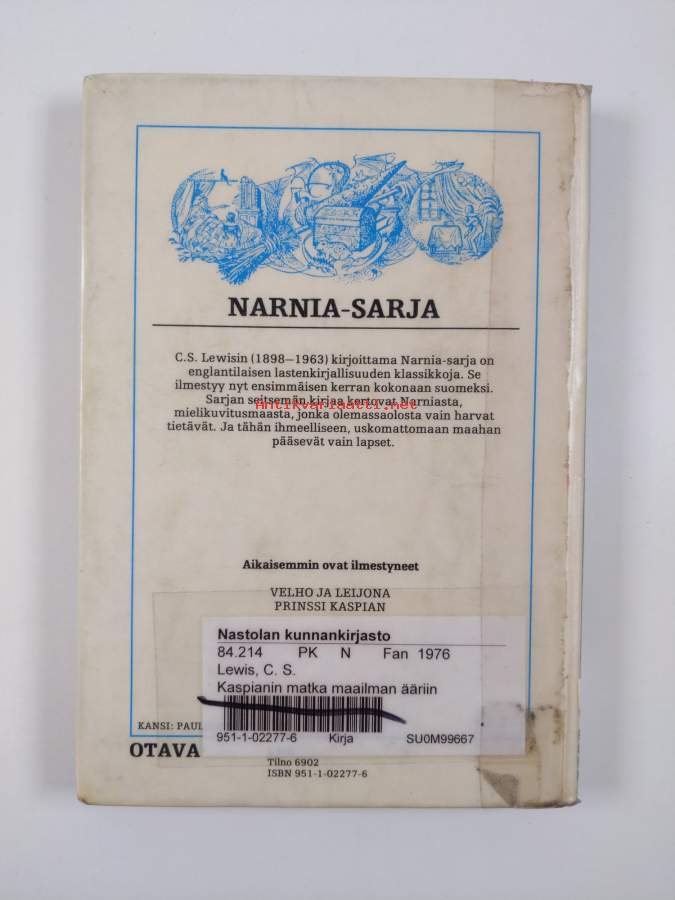 NARNIA-SARJA
C.S. Lewisin (1898–1963) kirjoittama Narnia-sarja on
englantilaisen lastenkirjallisuuden klassikkoja. Se
ilmestyy nyt ensimmäisen kerran kokonaan suomeksi.
Sarjan seitsemän kirjaa kertovat Narniasta,
Antikvariaatti.net
mielikuvitusmaasta, jonka olemassaolosta vain harvat
tietävät. Ja tähän ihmeelliseen, uskomattomaan maahan
pääsevät vain lapset.
Aikaisemmin ovat ilmestyneet
VELHO JA LEIJONA
PRINSSI KASPIAN
Nastolan kunnankirjasto
84.214 PK N Fan 1976
Lewis, C. S.
Kaspianin matka maailman ääriin
951-1-02277-6 Kirja SU0M99667
KANSI: PAUL
OTAVA
Tilno 6902
ISBN 951-1-02277-6